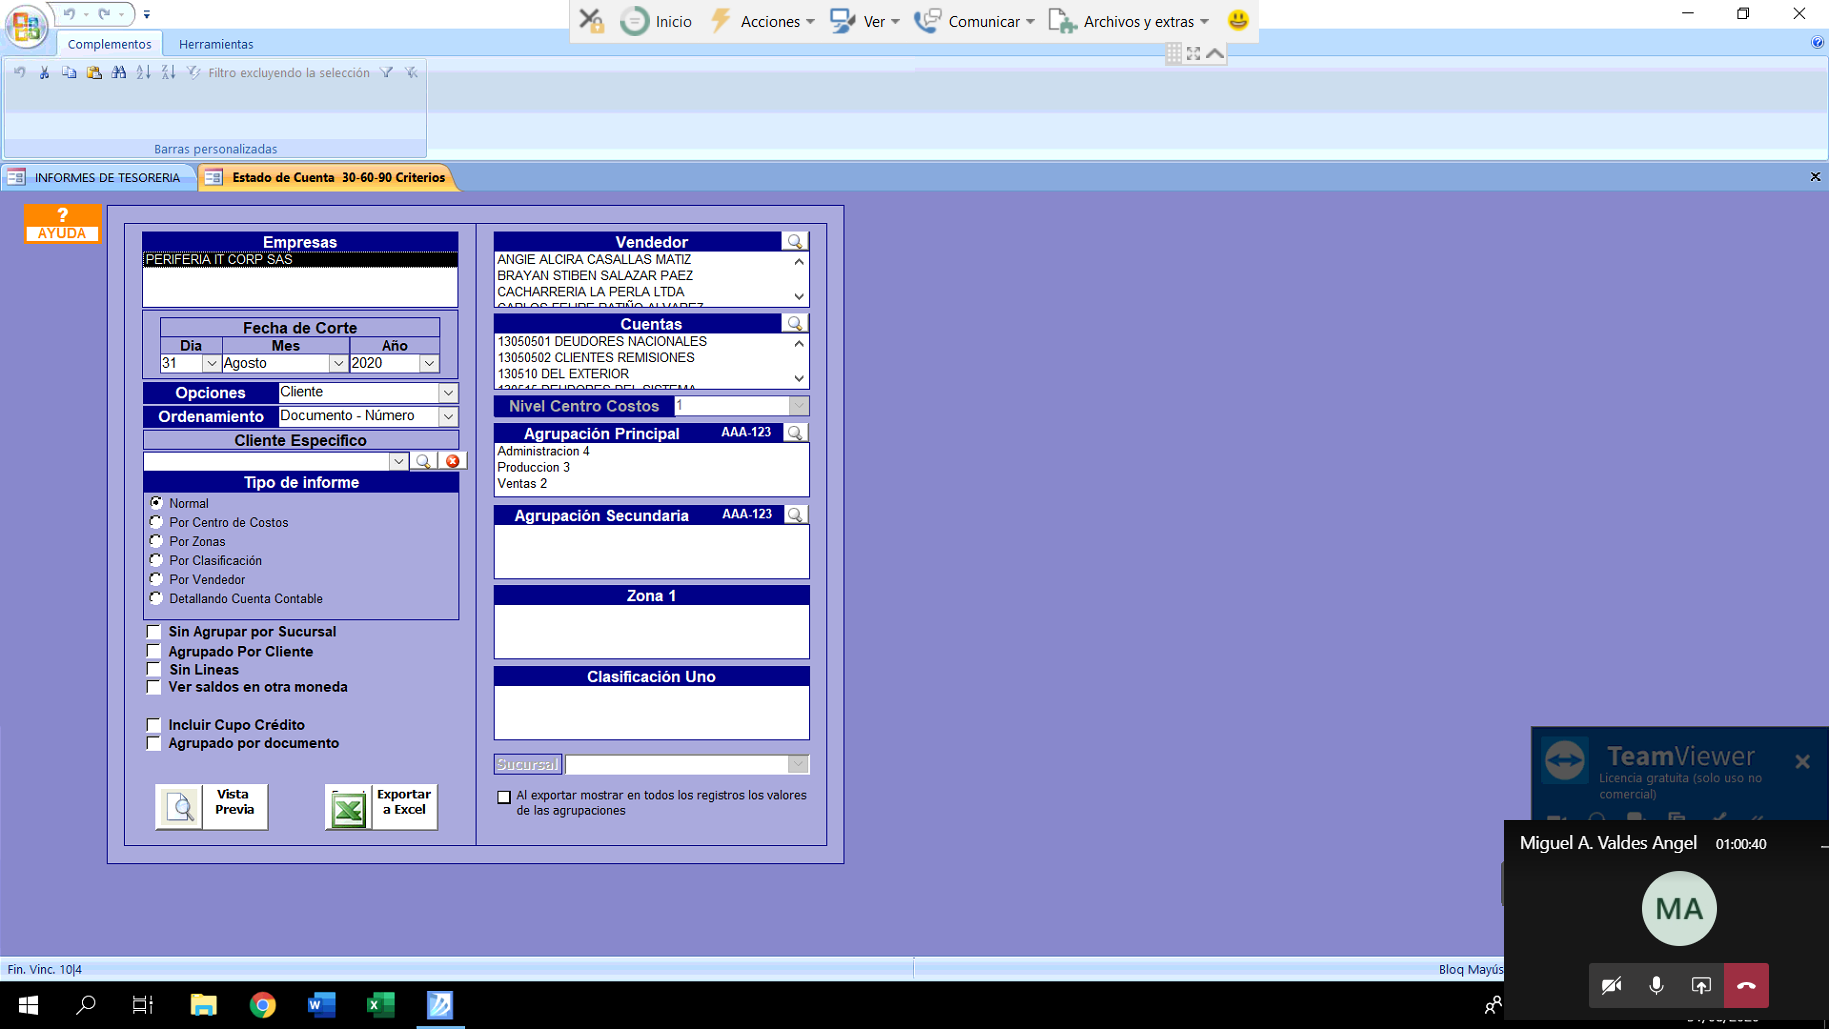 Inicio
Acciones
Ver
Comunicar
Archivos y extras
Complementos
Herramientas
Filtro excluyendo la selección
Barras personalizadas
INFORMES DE TESORERIA
Estado de Cuenta 30-60-90 Criterios
?
AYUDA
Empresas
PERIFERIA IT CORP SAS
Fecha de Corte
Dia Mes Año
31 Agosto 2020
Opciones Cliente
Ordenamiento Documento - Número
Cliente Especifico
Tipo de informe
Normal
Por Centro de Costos
Por Zonas
Por Clasificación
Por Vendedor
Detallando Cuenta Contable
Sin Agrupar por Sucursal
Agrupado Por Cliente
Sin Lineas
Ver saldos en otra moneda
Incluir Cupo Crédito
Agrupado por documento
Vista
Previa
Exportar
a Excel
Vendedor
ANGIE ALCIRA CASALLAS MATIZ
BRAYAN STIBEN SALAZAR PAEZ
CACHARRERIA LA PERLA LTDA
CARLOS FELIPE PATIÑO ALVAREZ
Cuentas
13050501 DEUDORES NACIONALES
13050502 CLIENTES REMISIONES
130510 DEL EXTERIOR
130515 DEUDORES DEL SISTEMA
Nivel Centro Costos 1
Agrupación Principal AAA-123
Administracion 4
Produccion 3
Ventas 2
Agrupación Secundaria AAA-123
Zona 1
Clasificación Uno
Sucursal
Al exportar mostrar en todos los registros los valores
de las agrupaciones
TeamViewer
Licencia gratuita (solo uso no
comercial)
Miguel A. Valdes Angel 01:00:40
MA
Fin. Vinc. 10|4
Bloq Mayús